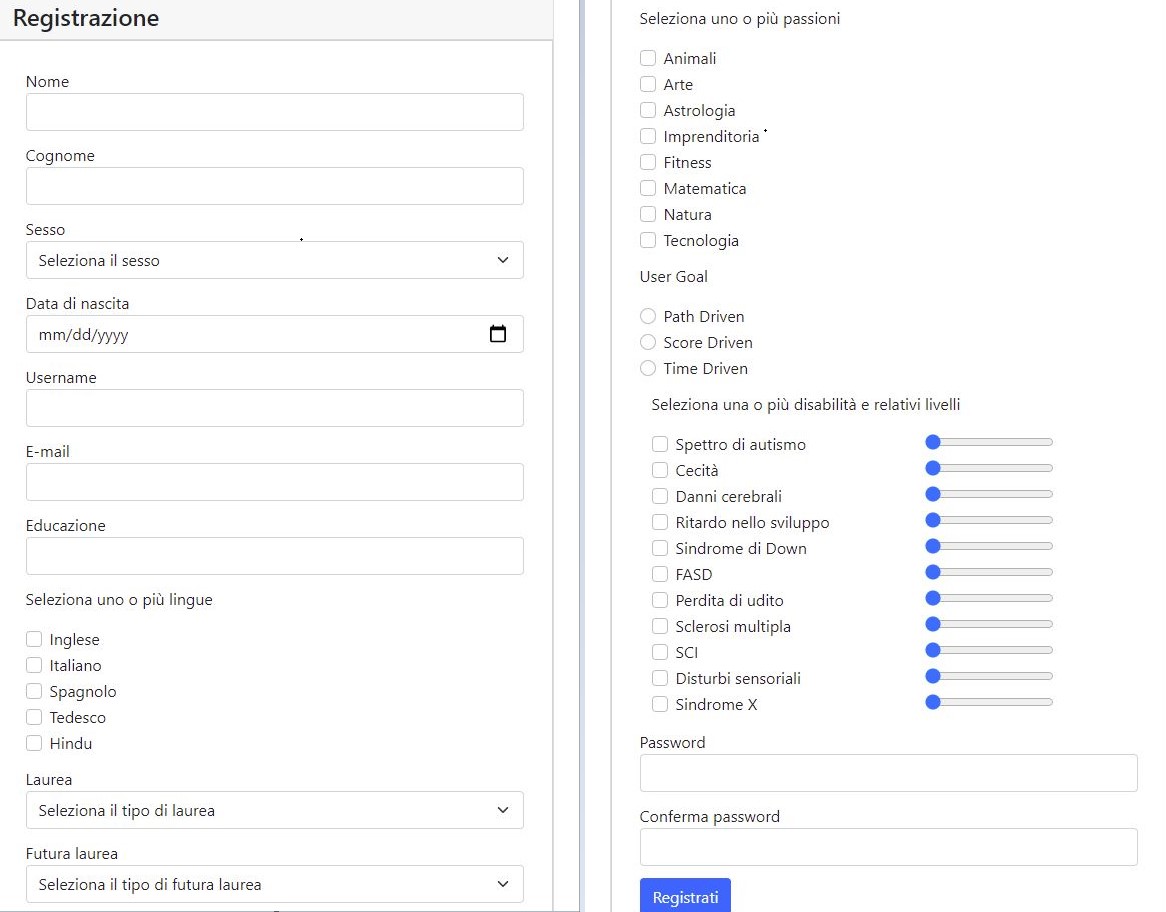 Registrazione
Nome
Cognome
Sesso
Seleziona il sesso
Data di nascita
mm/dd/yyyy
Username
E-mail
Educazione
Seleziona uno o più lingue
Inglese
Italiano
Spagnolo
Tedesco
Hindu
Laurea
Seleziona il tipo di laurea
Futura laurea
Seleziona il tipo di futura laurea
Seleziona uno o più passioni
Animali
Arte
Astrologia
Imprenditoria
Fitness
Matematica
Natura
Tecnologia
User Goal
Path Driven
Score Driven
Time Driven
Seleziona una o più disabilità e relativi livelli
Spettro di autismo
Cecità
Danni cerebrali
Ritardo nello sviluppo
Sindrome di Down
FASD
Perdita di udito
Sclerosi multipla
SCI
Disturbi sensoriali
Sindrome X
Password
Conferma password
Registrati